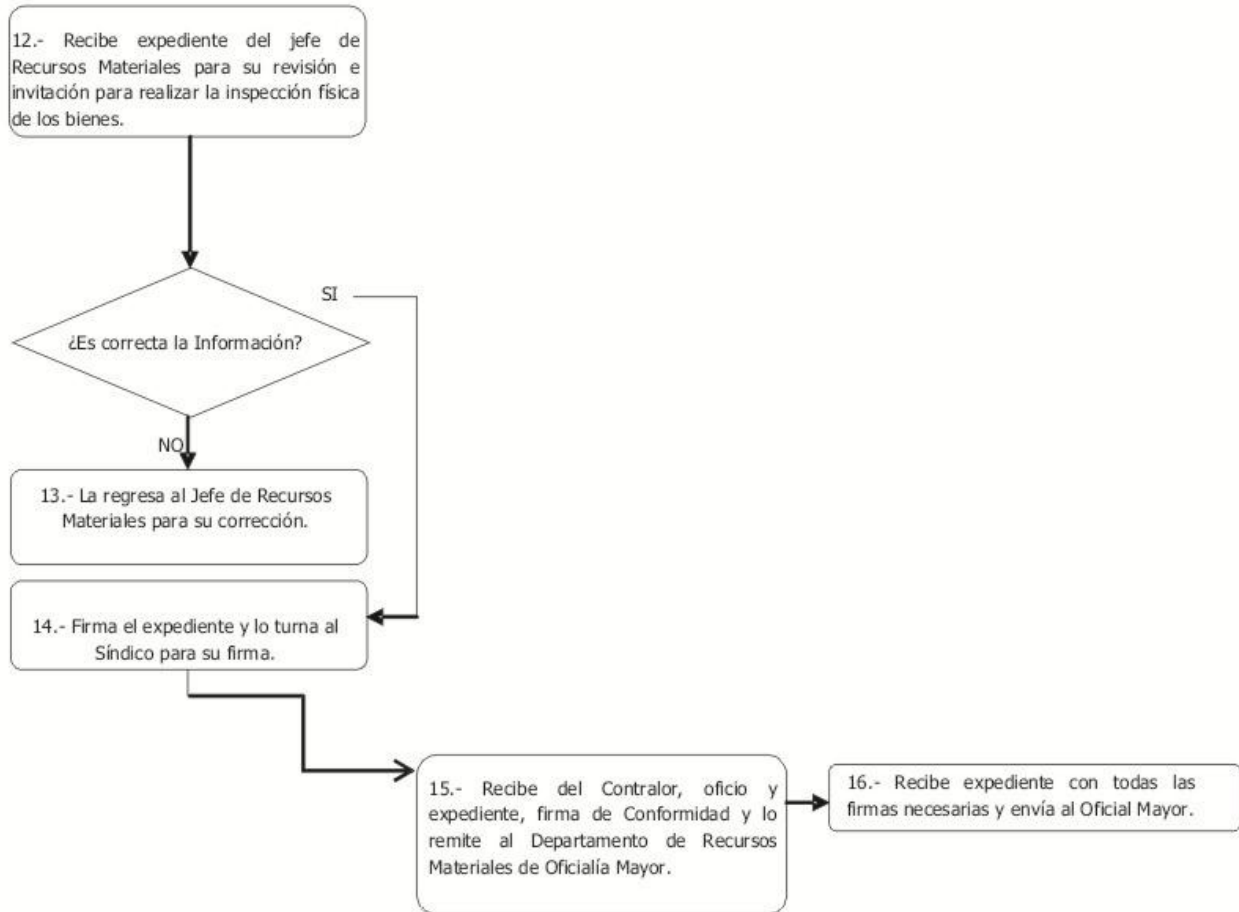 12.- Recibe expediente del jefe de
Recursos Materiales para su revisión e
invitación para realizar la inspección física
de los bienes.
SI
¿Es correcta la Información?
NO
13.- La regresa al Jefe de Recursos
Materiales para su corrección.
14.- Firma el expediente y lo turna al
Síndico para su firma.
15.- Recibe del Contralor, oficio y
expediente, firma de Conformidad y lo
remite al Departamento de Recursos
Materiales de Oficialía Mayor.
16.- Recibe expediente con todas las
firmas necesarias y envía al Oficial Mayor.